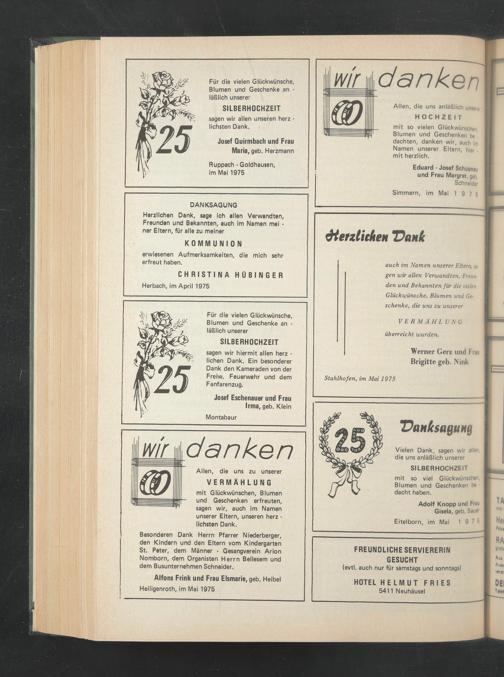 Für die vielen Glückwünsche,
Blumen und Geschenke an -
läßlich unserer
SILBERHOCHZEIT
sagen wir allen unseren herz -
lichsten Dank.
25
Josef Quirmbach und Frau
Maria, geb. Herzmann
Ruppach - Goldhausen,
im Mai 1975
DANKSAGUNG
Herzlichen Dank, sage ich allen Verwandten,
Freunden und Bekannten, auch im Namen mei -
ner Eltern, für alle zu meiner
KOMMUNION
erwiesenen Aufmerksamkeiten, die mich sehr
erfreut haben.
CHRISTINA HÜBINGER
Herbach, im April 1975
Für die vielen Glückwünsche,
Blumen und Geschenke an -
läßlich unserer
SILBERHOCHZEIT
sagen wir hiermit allen herz -
lichen Dank. Ein besonderer
Dank den Kameraden von der
Freiw. Feuerwehr und dem
Fanfarenzug.
25
Josef Eschenauer und Frau
Irma, geb. Klein
Montabaur
wir danken
Allen, die uns zu unserer
VERMÄHLUNG
mit Glückwünschen, Blumen
und Geschenken erfreuten,
sagen wir, auch im Namen
unserer Eltern, unseren herz -
lichsten Dank.
Besonderen Dank Herrn Pfarrer Niederberger,
den Kindern und den Eltern vom Kindergarten
St. Peter, dem Männer - Gesangverein Arion
Nomborn, dem Organisten Herrn Bellesem und
dem Busunternehmen Schneider.
Alfons Frink und Frau Elsmarie, geb. Heibel
Heiligenroth, im Mai 1975
wir danken
Allen, die uns anläßlich unserer
HOCHZEIT
mit so vielen Glückwünschen,
Blumen und Geschenken be -
dachten, danken wir, auch im
Namen unserer Eltern, hier -
mit herzlich.
Eduard - Josef
und Frau Margret, geb.
Schneider
Simmern, im Mai 1975
Herzlichen Dank
auch im Namen unserer Eltern, sa-
gen wir allen Verwandten, Freun-
den und Bekannten für die vielen
Glückwünsche, Blumen und Ge-
schenke, die uns zu unserer
VERMÄHLUNG
überreicht wurden.
Werner Gerz und Frau
Brigitte geb. Nink
Stahlhofen, im Mai 1975
25
Danksagung
Vielen Dank, sagen wir allen,
die uns anläßlich unserer
SILBERHOCHZEIT
mit so viel Glückwünschen,
Blumen und Geschenken be -
dacht haben.
Adolf Knopp und Frau
Gisela, geb. Sauer
Eitelborn, im Mai 1975
FREUNDLICHE SERVIERERIN
GESUCHT
(evtl. auch nur für samstags und sonntags)
HOTEL HELMUT FRIES
5411 Neuhäusel